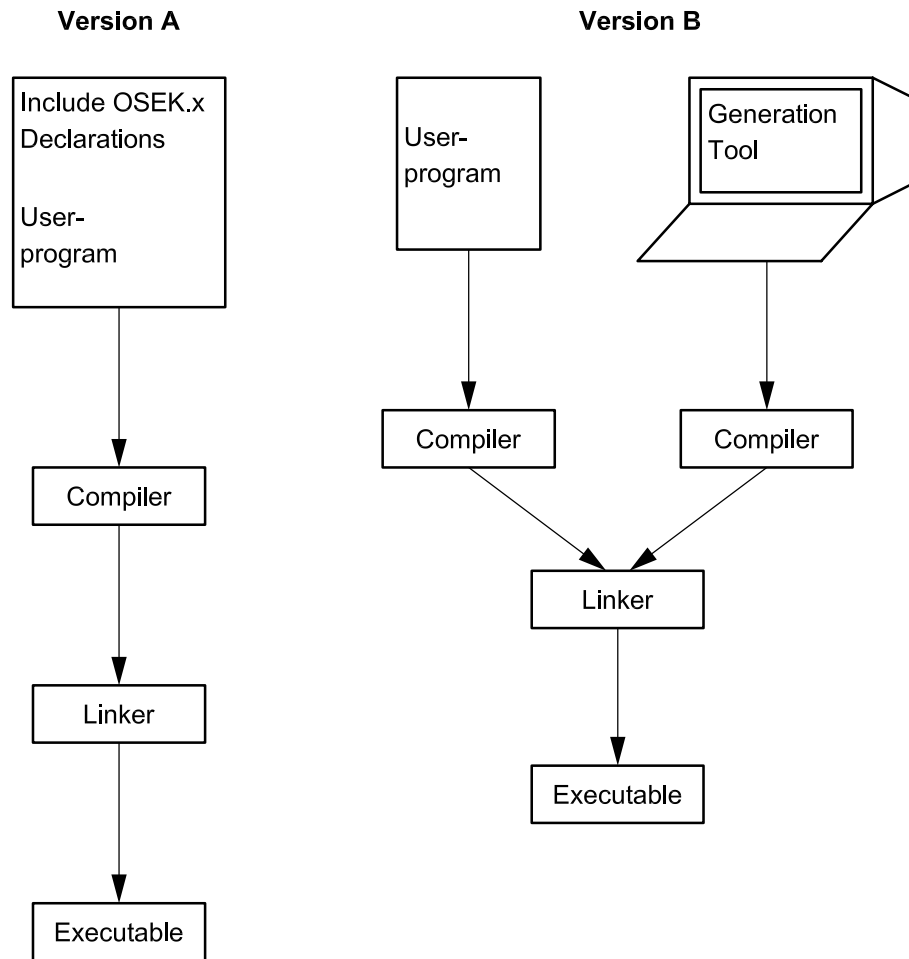 Version A
Include OSEK.x
Declarations
User-
program
Compiler
Linker
Executable
Version B
User-
program
Generation
Tool
Compiler
Compiler
Linker
Executable